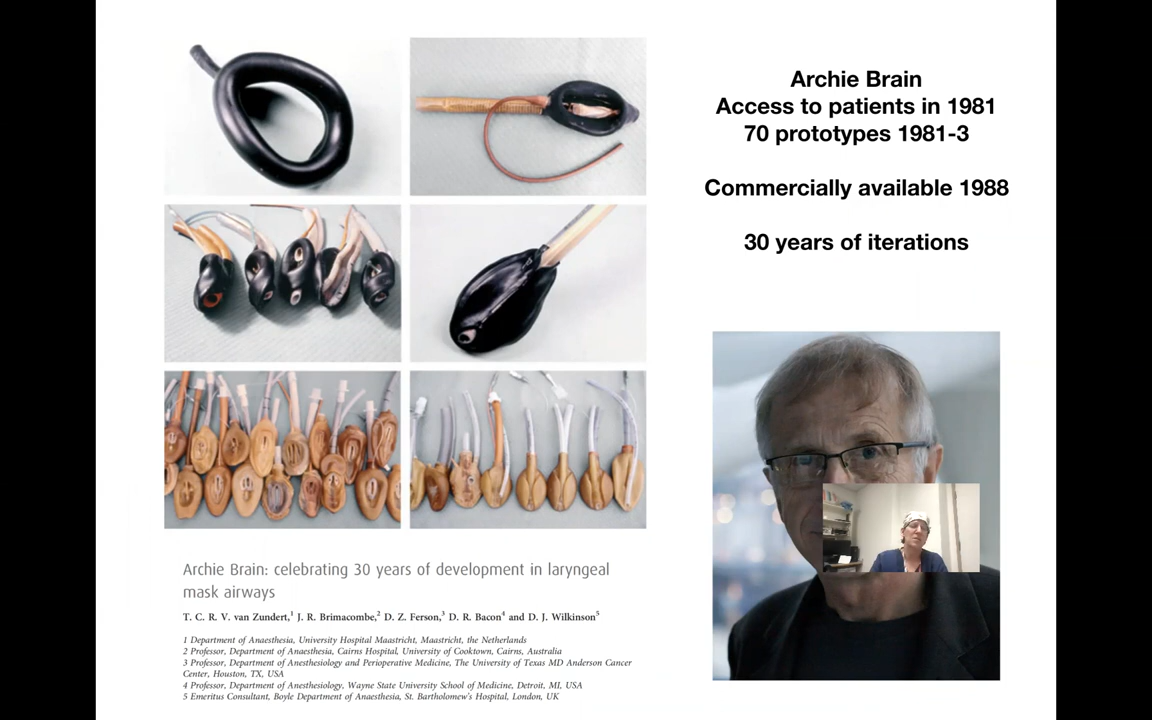 Archie Brain
Access to patients in 1981
70 prototypes 1981-3
Commercially available 1988
30 years of iterations
Archie Brain: celebrating 30 years of development in laryngeal
mask airways
T. C. R. V. van Zundert,1 J. R. Brimacombe,2 D. Z. Ferson,3 D. R. Bacon4 and D. J. Wilkinson5
1 Department of Anaesthesia, University Hospital Maastricht, Maastricht, the Netherlands
2 Professor, Department of Anaesthesia, Cairns Hospital, University of Cooktown, Cairns, Australia
3 Professor, Department of Anesthesiology and Perioperative Medicine, The University of Texas MD Anderson Cancer
Center, Houston, TX, USA
4 Professor, Department of Anesthesiology, Wayne State University School of Medicine, Detroit, MI, USA
5 Emeritus Consultant, Boyle Department of Anaesthesia, St. Bartholomew's Hospital, London, UK